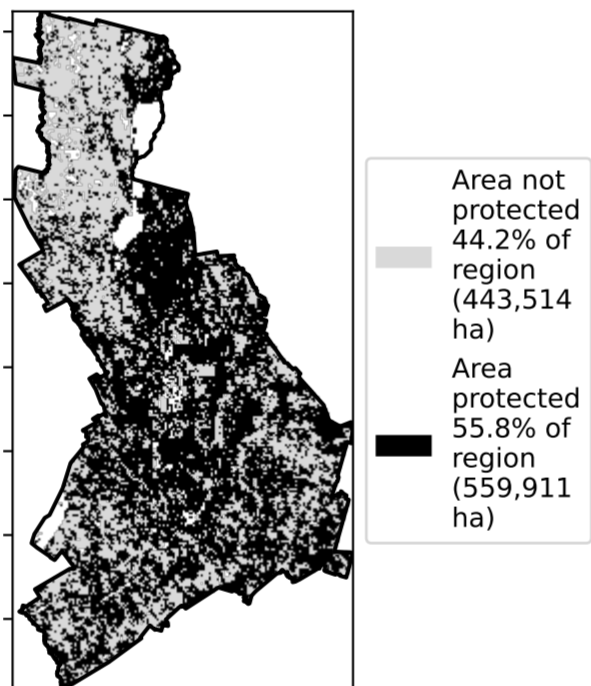 Area not
protected
44.2% of
region
(443,514
ha)
Area
protected
55.8% of
region
(559,911
ha)